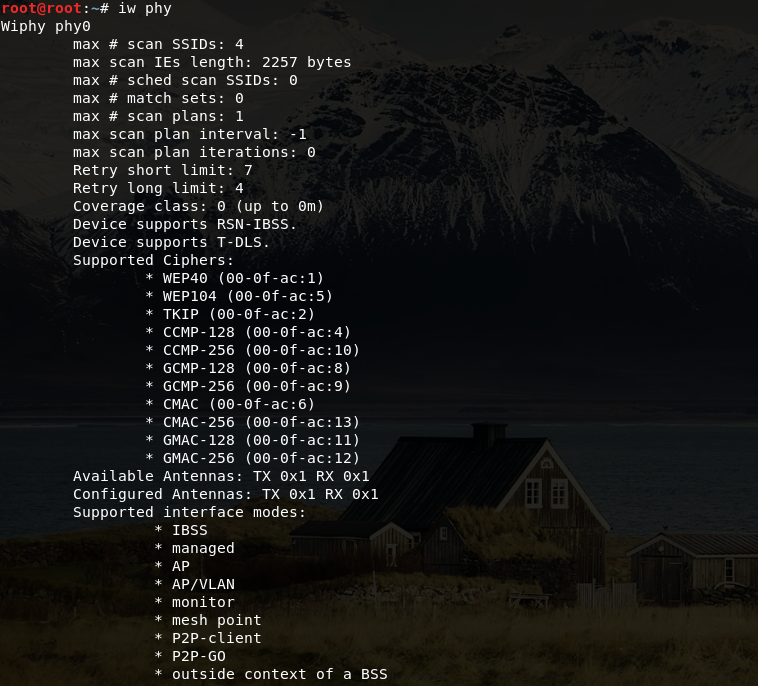 root@root:~# iw phy
Wiphy phy0
max # scan SSIDs: 4
max scan IEs length: 2257 bytes
max # sched scan SSIDs: 0
max # match sets: 0
max # scan plans: 1
max scan plan interval: -1
max scan plan iterations: 0
Retry short limit: 7
Retry long limit: 4
Coverage class: 0 (up to 0m)
Device supports RSN-IBSS.
Device supports T-DLS.
Supported Ciphers:
* WEP40 (00-0f-ac:1)
* WEP104 (00-0f-ac:5)
* TKIP (00-0f-ac:2)
* CCMP-128 (00-0f-ac:4)
* CCMP-256 (00-0f-ac:10)
* GCMP-128 (00-0f-ac:8)
* GCMP-256 (00-0f-ac:9)
* CMAC (00-0f-ac:6)
* CMAC-256 (00-0f-ac:13)
* GMAC-128 (00-0f-ac:11)
* GMAC-256 (00-0f-ac:12)
Available Antennas: TX 0x1 RX 0x1
Configured Antennas: TX 0x1 RX 0x1
Supported interface modes:
* IBSS
* managed
* AP
* AP/VLAN
* monitor
* mesh point
* P2P-client
* P2P-GO
* outside context of a BSS